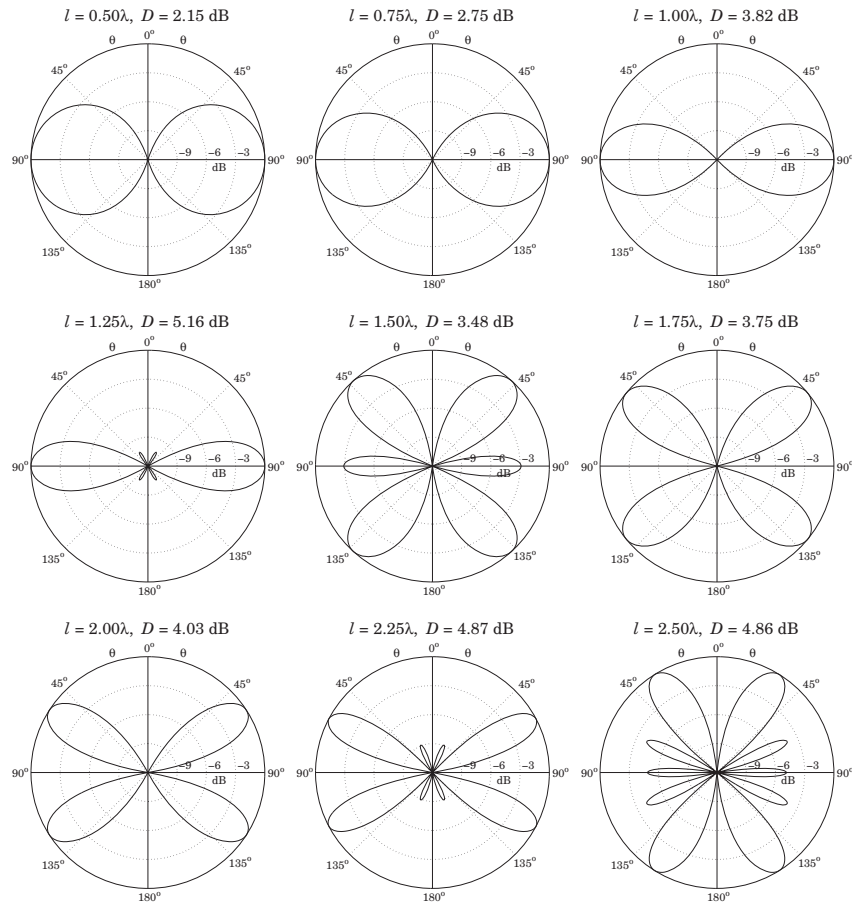 l = 0.50λ, D = 2.15 dB
θ 0° θ
45° 45°
90° −9 −6 −3 90°
dB
135° 135°
180°
l = 0.75λ, D = 2.75 dB
θ 0° θ
45° 45°
90° −9 −6 −3 90°
dB
135° 135°
180°
l = 1.00λ, D = 3.82 dB
θ 0° θ
45° 45°
90° −9 −6 −3 90°
dB
135° 135°
180°
l = 1.25λ, D = 5.16 dB
θ 0° θ
45° 45°
90° −9 −6 −3 90°
dB
135° 135°
180°
l = 1.50λ, D = 3.48 dB
θ 0° θ
45° 45°
90° −9 −6 −3 90°
dB
135° 135°
180°
l = 1.75λ, D = 3.75 dB
θ 0° θ
45° 45°
90° −9 −6 −3 90°
dB
135° 135°
180°
l = 2.00λ, D = 4.03 dB
θ 0° θ
45° 45°
90° −9 −6 −3 90°
dB
135° 135°
180°
l = 2.25λ, D = 4.87 dB
θ 0° θ
45° 45°
90° −9 −6 −3 90°
dB
135° 135°
180°
l = 2.50λ, D = 4.86 dB
θ 0° θ
45° 45°
90° −9 −6 −3 90°
dB
135° 135°
180°